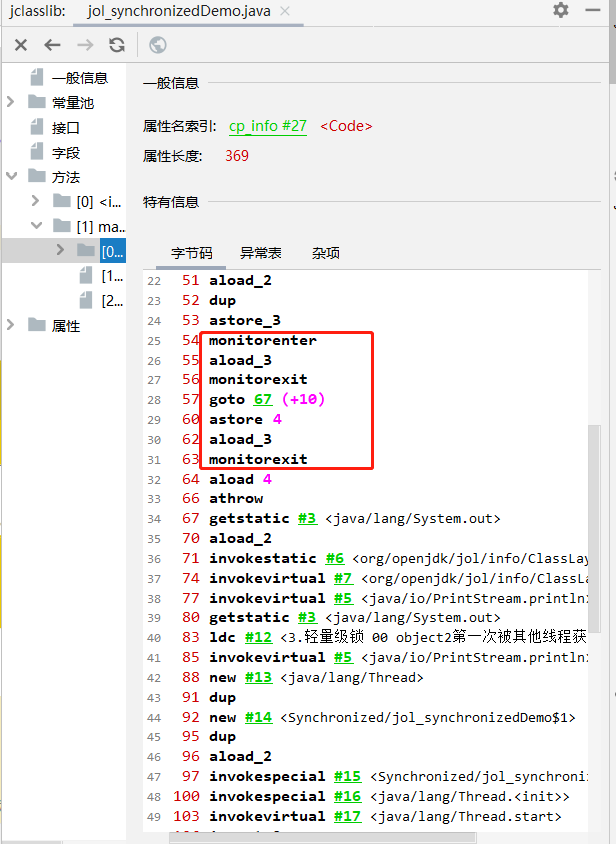 jclasslib: jol_synchronizedDemo.java
一般信息
常量池
接口
字段
方法
[0] <i...
[1] ma...
[0...
[1...
[2...
属性
一般信息
属性名索引: cp_info #27 <Code>
属性长度: 369
特有信息
字节码 异常表 杂项
22 51 aload_2
23 52 dup
24 53 astore_3
25 54 monitorenter
26 55 aload_3
27 56 monitorexit
28 57 goto 67 (+10)
29 60 astore 4
30 62 aload_3
31 63 monitorexit
32 64 aload 4
33 66 athrow
34 67 getstatic #3 <java/lang/System.out>
35 70 aload_2
36 71 invokestatic #6 <org/openjdk/jol/info/ClassLay
37 74 invokevirtual #7 <org/openjdk/jol/info/ClassL
38 77 invokevirtual #5 <java/io/PrintStream.println>
39 80 getstatic #3 <java/lang/System.out>
40 83 ldc #12 <3.轻量级锁 00 object2第一次被其他线程获
41 85 invokevirtual #5 <java/io/PrintStream.println>
42 88 new #13 <java/lang/Thread>
43 91 dup
44 92 new #14 <Synchronized/jol_synchronizedDemo$1>
45 95 dup
46 96 aload_2
47 97 invokespecial #15 <Synchronized/jol_synchroni
48 100 invokespecial #16 <java/lang/Thread.<init>>
49 103 invokevirtual #17 <java/lang/Thread.start>